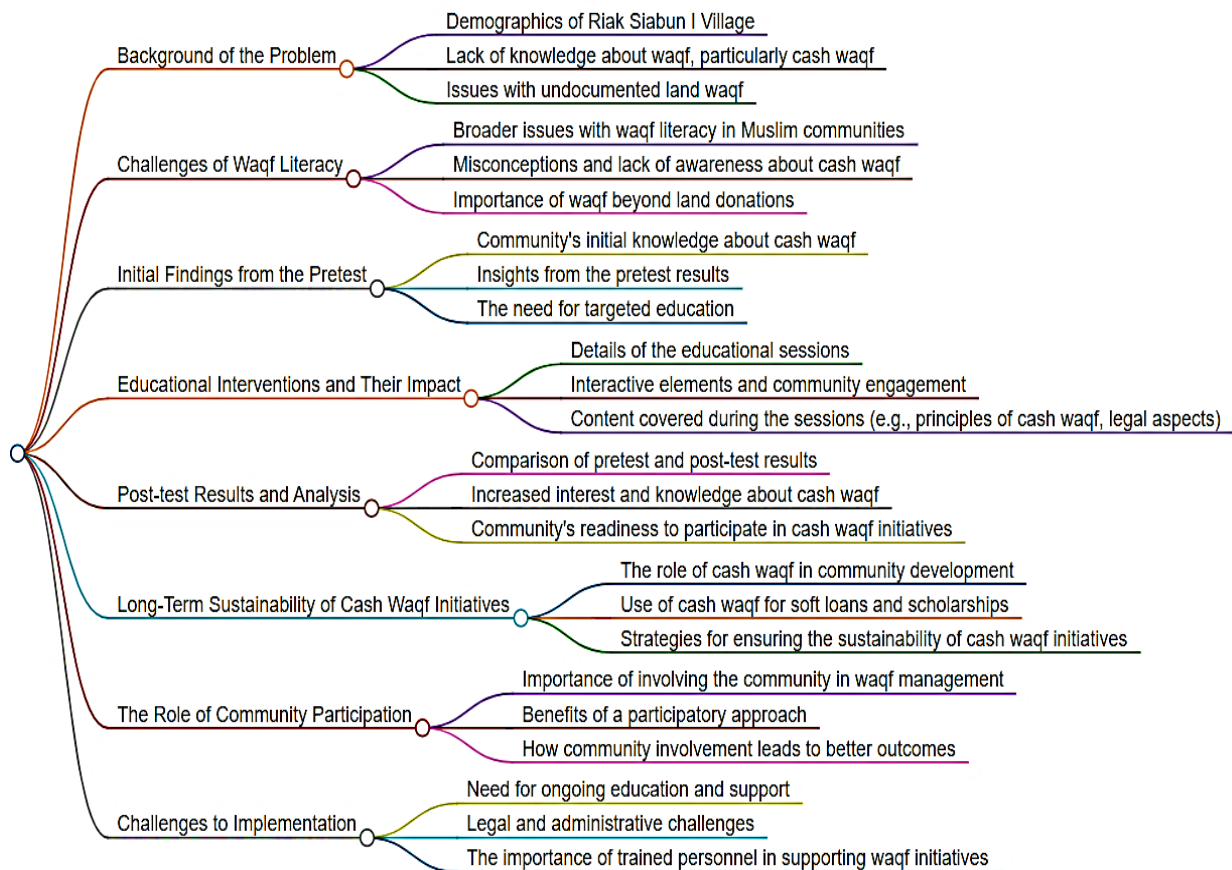 Background of the Problem
Demographics of Riak Siabun I Village
Lack of knowledge about waqf, particularly cash waqf
Issues with undocumented land waqf
Challenges of Waqf Literacy
Broader issues with waqf literacy in Muslim communities
Misconceptions and lack of awareness about cash waqf
Importance of waqf beyond land donations
Initial Findings from the Pretest
Community's initial knowledge about cash waqf
Insights from the pretest results
The need for targeted education
Educational Interventions and Their Impact
Details of the educational sessions
Interactive elements and community engagement
Content covered during the sessions (e.g., principles of cash waqf, legal aspects)
Post-test Results and Analysis
Comparison of pretest and post-test results
Increased interest and knowledge about cash waqf
Community's readiness to participate in cash waqf initiatives
Long-Term Sustainability of Cash Waqf Initiatives
The role of cash waqf in community development
Use of cash waqf for soft loans and scholarships
Strategies for ensuring the sustainability of cash waqf initiatives
The Role of Community Participation
Importance of involving the community in waqf management
Benefits of a participatory approach
How community involvement leads to better outcomes
Challenges to Implementation
Need for ongoing education and support
Legal and administrative challenges
The importance of trained personnel in supporting waqf initiatives